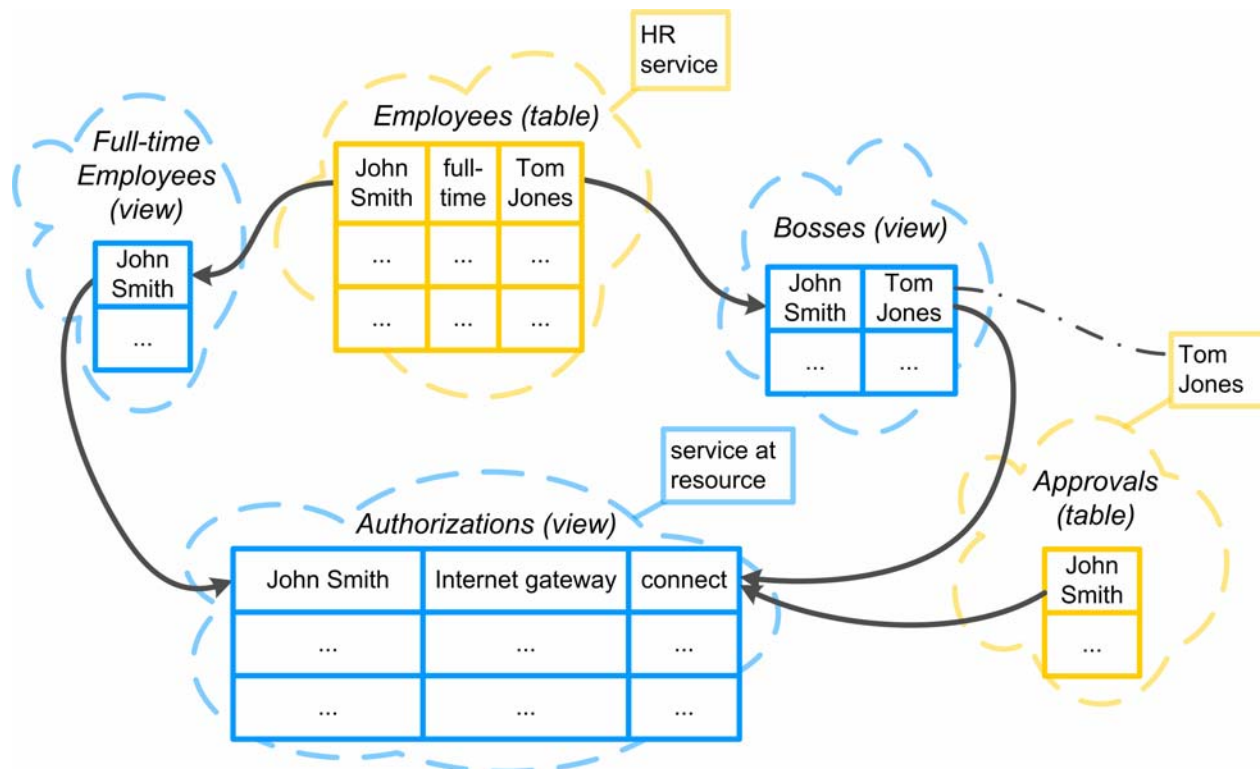 HR
service
Employees (table)
John
Smith
full-
time
Tom
Jones
...
...
...
...
...
...
Full-time
Employees
(view)
John
Smith
...
Bosses (view)
John
Smith
Tom
Jones
...
...
Tom
Jones
service at
resource
Approvals
(table)
John
Smith
...
Authorizations (view)
John Smith
Internet gateway
connect
...
...
...
...
...
...